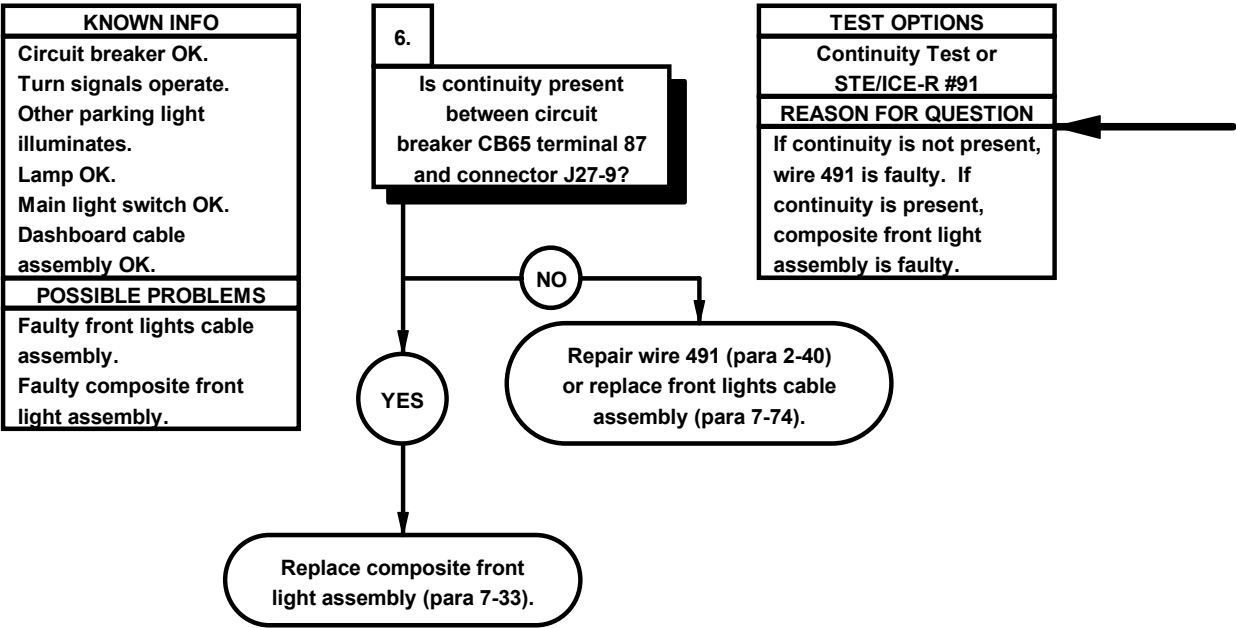 KNOWN INFO
Circuit breaker OK.
Turn signals operate.
Other parking light
illuminates.
Lamp OK.
Main light switch OK.
Dashboard cable
assembly OK.
POSSIBLE PROBLEMS
Faulty front lights cable
assembly.
Faulty composite front
light assembly.
6.
Is continuity present
between circuit
breaker CB65 terminal 87
and connector J27-9?
TEST OPTIONS
Continuity Test or
STE/ICE-R #91
REASON FOR QUESTION
If continuity is not present,
wire 491 is faulty. If
continuity is present,
composite front light
assembly is faulty.
NO
Repair wire 491 (para 2-40)
or replace front lights cable
assembly (para 7-74).
YES
Replace composite front
light assembly (para 7-33).